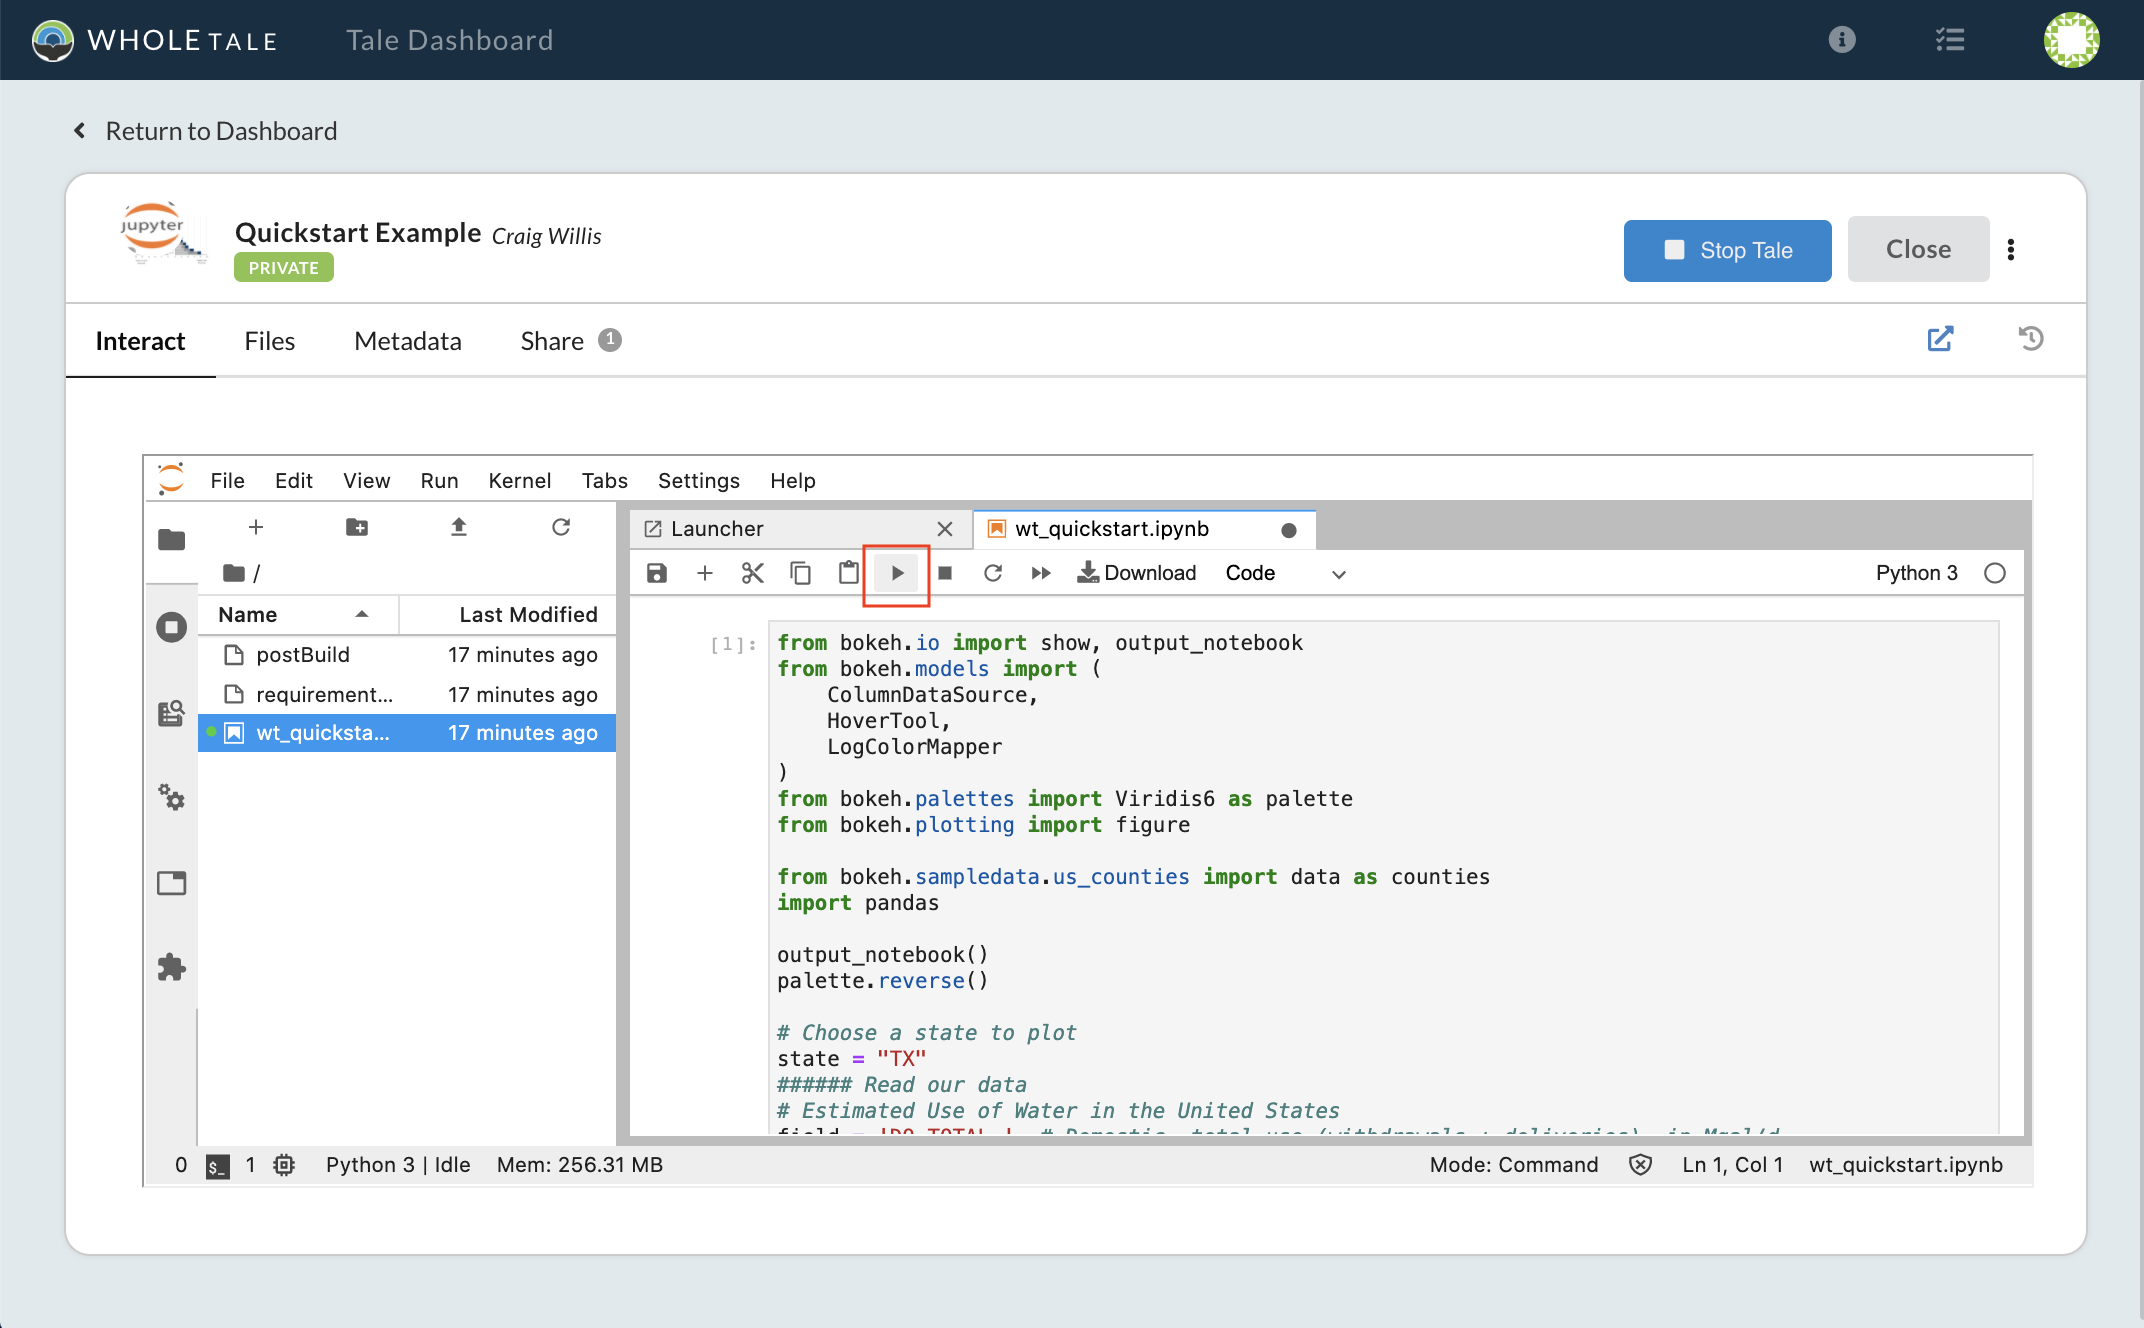 WHOLE TALE Tale Dashboard
Return to Dashboard
jupyter
Quickstart Example Craig Willis
PRIVATE
Stop Tale Close
Interact Files Metadata Share 1
File Edit View Run Kernel Tabs Settings Help
Launcher wt_quickstart.ipynb
Download Code Python 3
/
Name Last Modified
postBuild 17 minutes ago
requirement... 17 minutes ago
wt_quicksta... 17 minutes ago
[1]:
from bokeh.io import show, output_notebook
from bokeh.models import (
    ColumnDataSource,
    HoverTool,
    LogColorMapper
)
from bokeh.palettes import Viridis6 as palette
from bokeh.plotting import figure
from bokeh.sampledata.us_counties import data as counties
import pandas
output_notebook()
palette.reverse()
# Choose a state to plot
state = "TX"
###### Read our data
# Estimated Use of Water in the United States
0 $_ 1 Python 3 | Idle Mem: 256.31 MB Mode: Command Ln 1, Col 1 wt_quickstart.ipynb